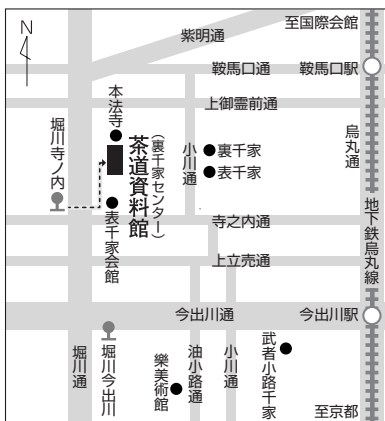 N
至国際会館
紫明通
鞍馬口通
鞍馬口駅
上御霊前通
烏丸通
本法寺
茶道資料館
(裏千家センター)
小川通
裏千家
表千家
堀川寺ノ内
表千家会館
寺之内通
地下鉄烏丸線
上立売通
今出川通
今出川駅
堀川通
堀川今出川
樂美術館
油小路通
小川通
武者小路千家
至京都